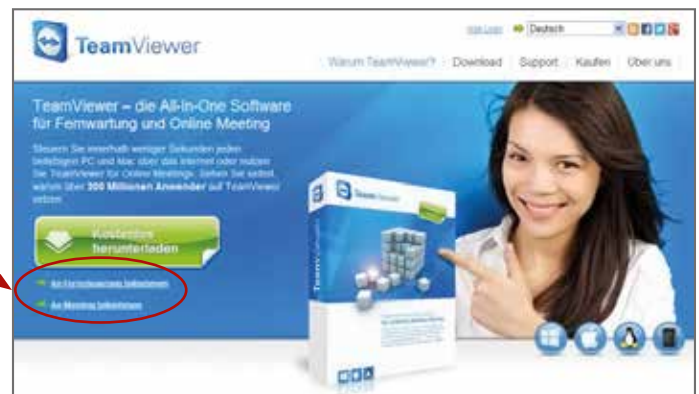 TeamViewer
Deutsch
Warum TeamViewer? Download Support Kaufen Über uns
TeamViewer – die All-In-One Software
für Fernwartung und Online Meeting
Steuern Sie innerhalb weniger Sekunden jeden
beliebigen PC und Mac über das Internet oder nutzen
Sie TeamViewer für Online Meetings. Sehen Sie selbst,
warum über 200 Millionen Anwender auf TeamViewer
setzen.
Kostenlos
herunterladen
An Fernsteuerung teilnehmen
An Meeting teilnehmen
TeamViewer
TeamViewer